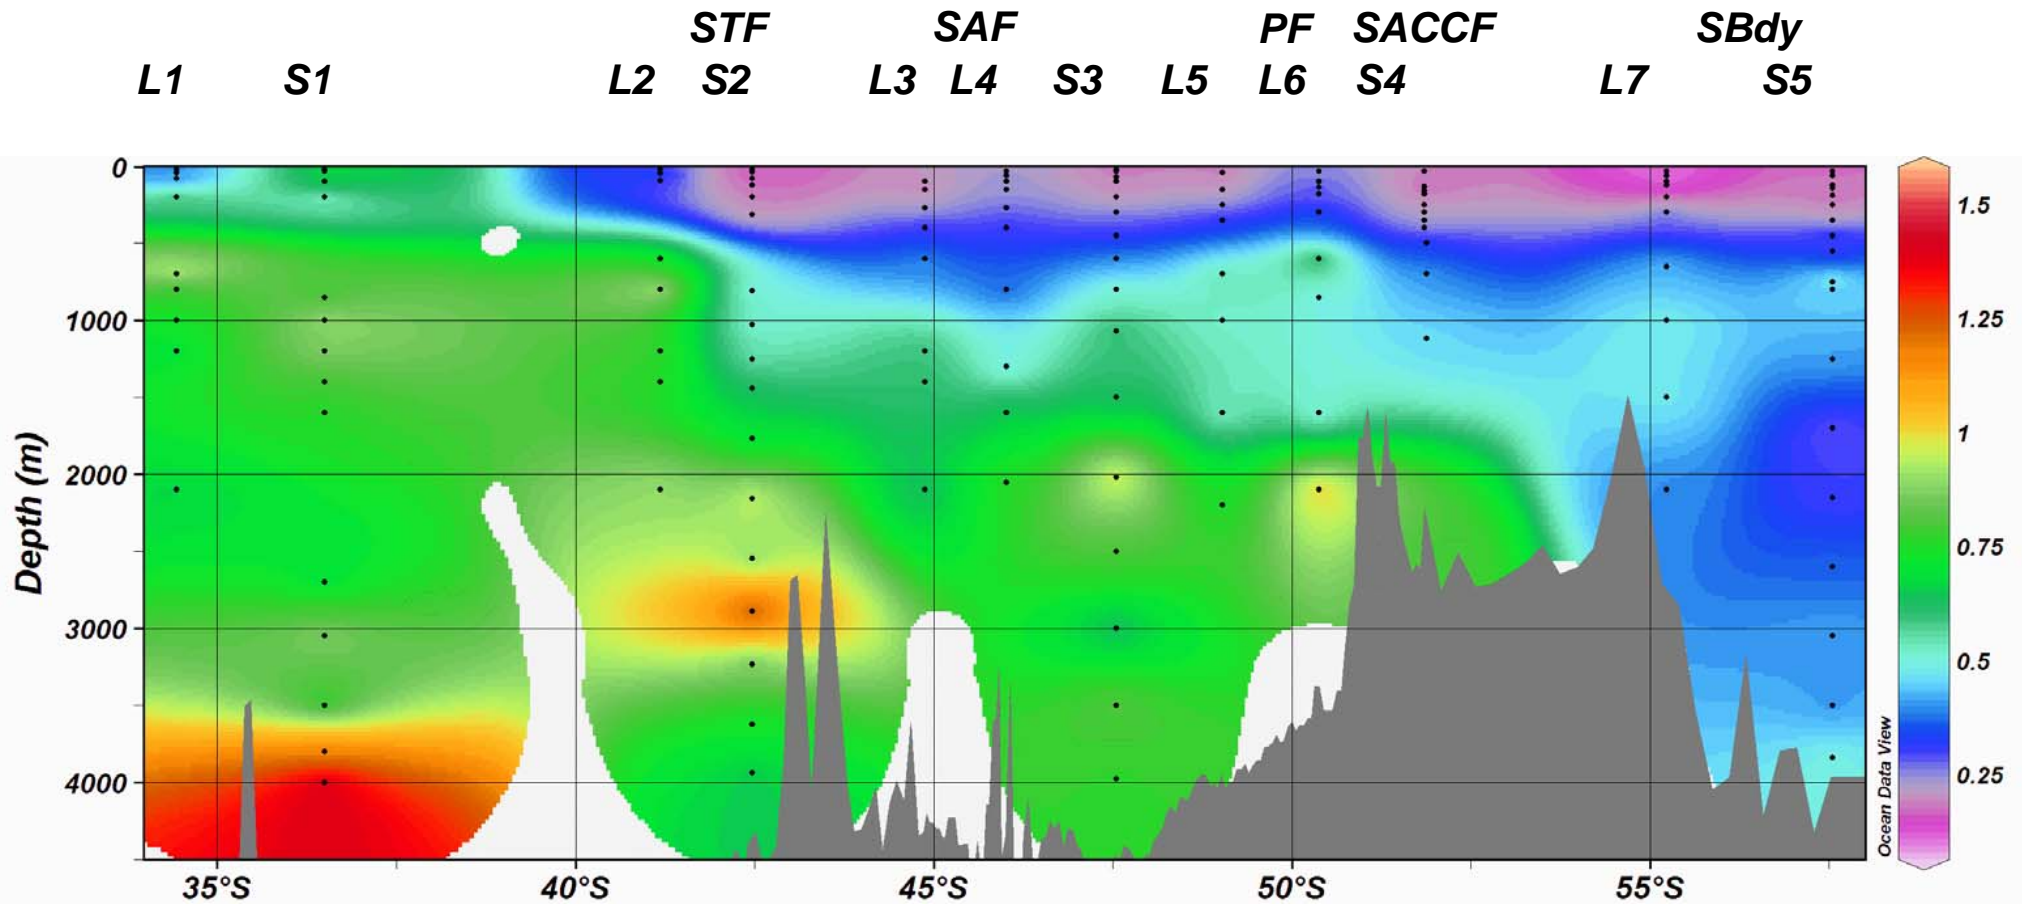 STF SAF PF SACCF SBdy
L1 S1 L2 S2 L3 L4 S3 L5 L6 S4 L7 S5
0
1000
2000
3000
4000
Depth (m)
35°S 40°S 45°S 50°S 55°S
1.5
1.25
1
0.75
0.5
0.25
Ocean Data View